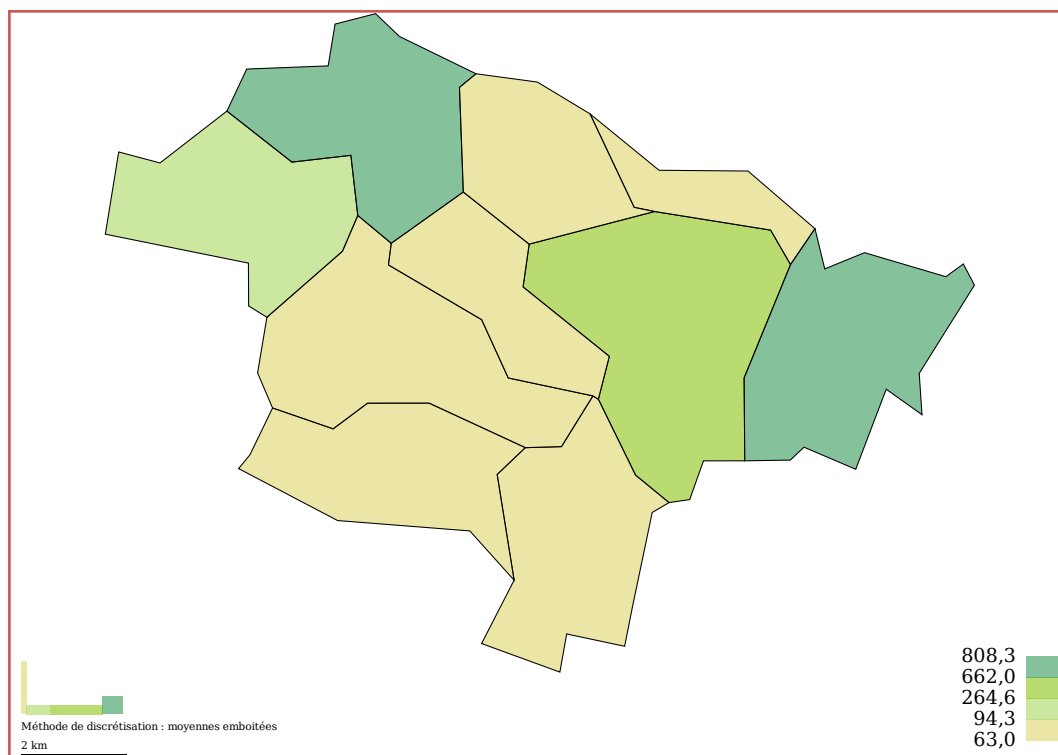 808,3
662,0
264,6
94,3
63,0
Méthode de discrétisation : moyennes emboitées
2 km